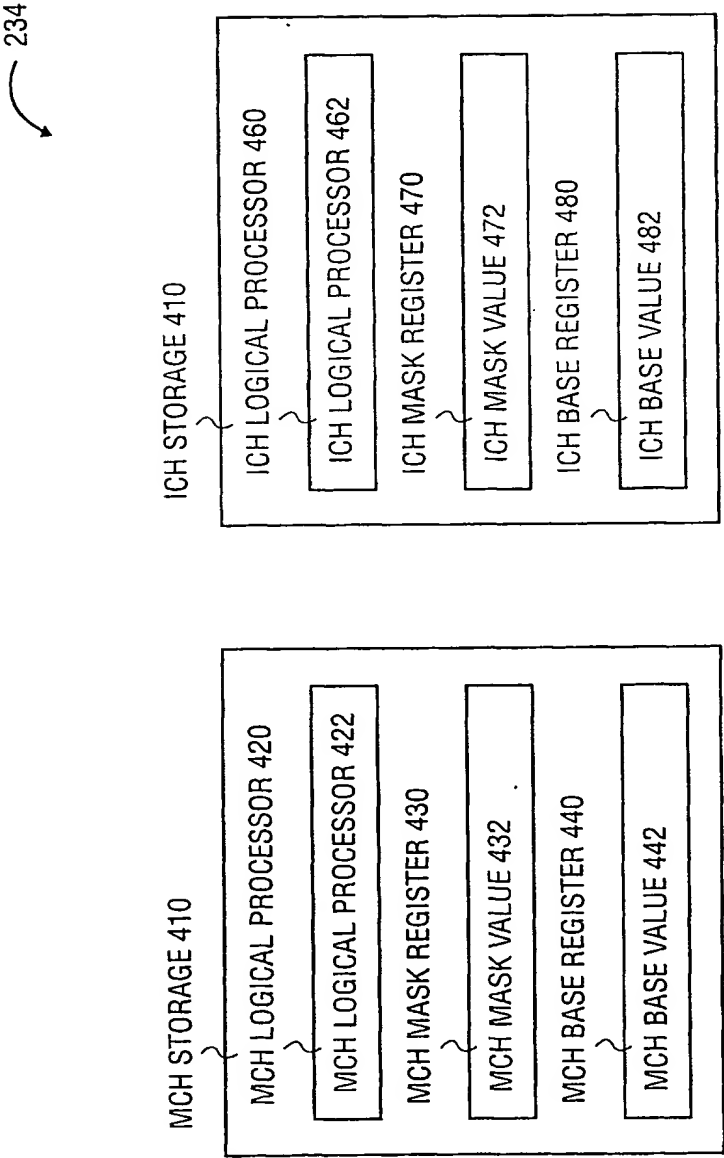 234
MCH STORAGE 410
MCH LOGICAL PROCESSOR 420
MCH LOGICAL PROCESSOR 422
MCH MASK REGISTER 430
MCH MASK VALUE 432
MCH BASE REGISTER 440
MCH BASE VALUE 442
ICH STORAGE 410
ICH LOGICAL PROCESSOR 460
ICH LOGICAL PROCESSOR 462
ICH MASK REGISTER 470
ICH MASK VALUE 472
ICH BASE REGISTER 480
ICH BASE VALUE 482